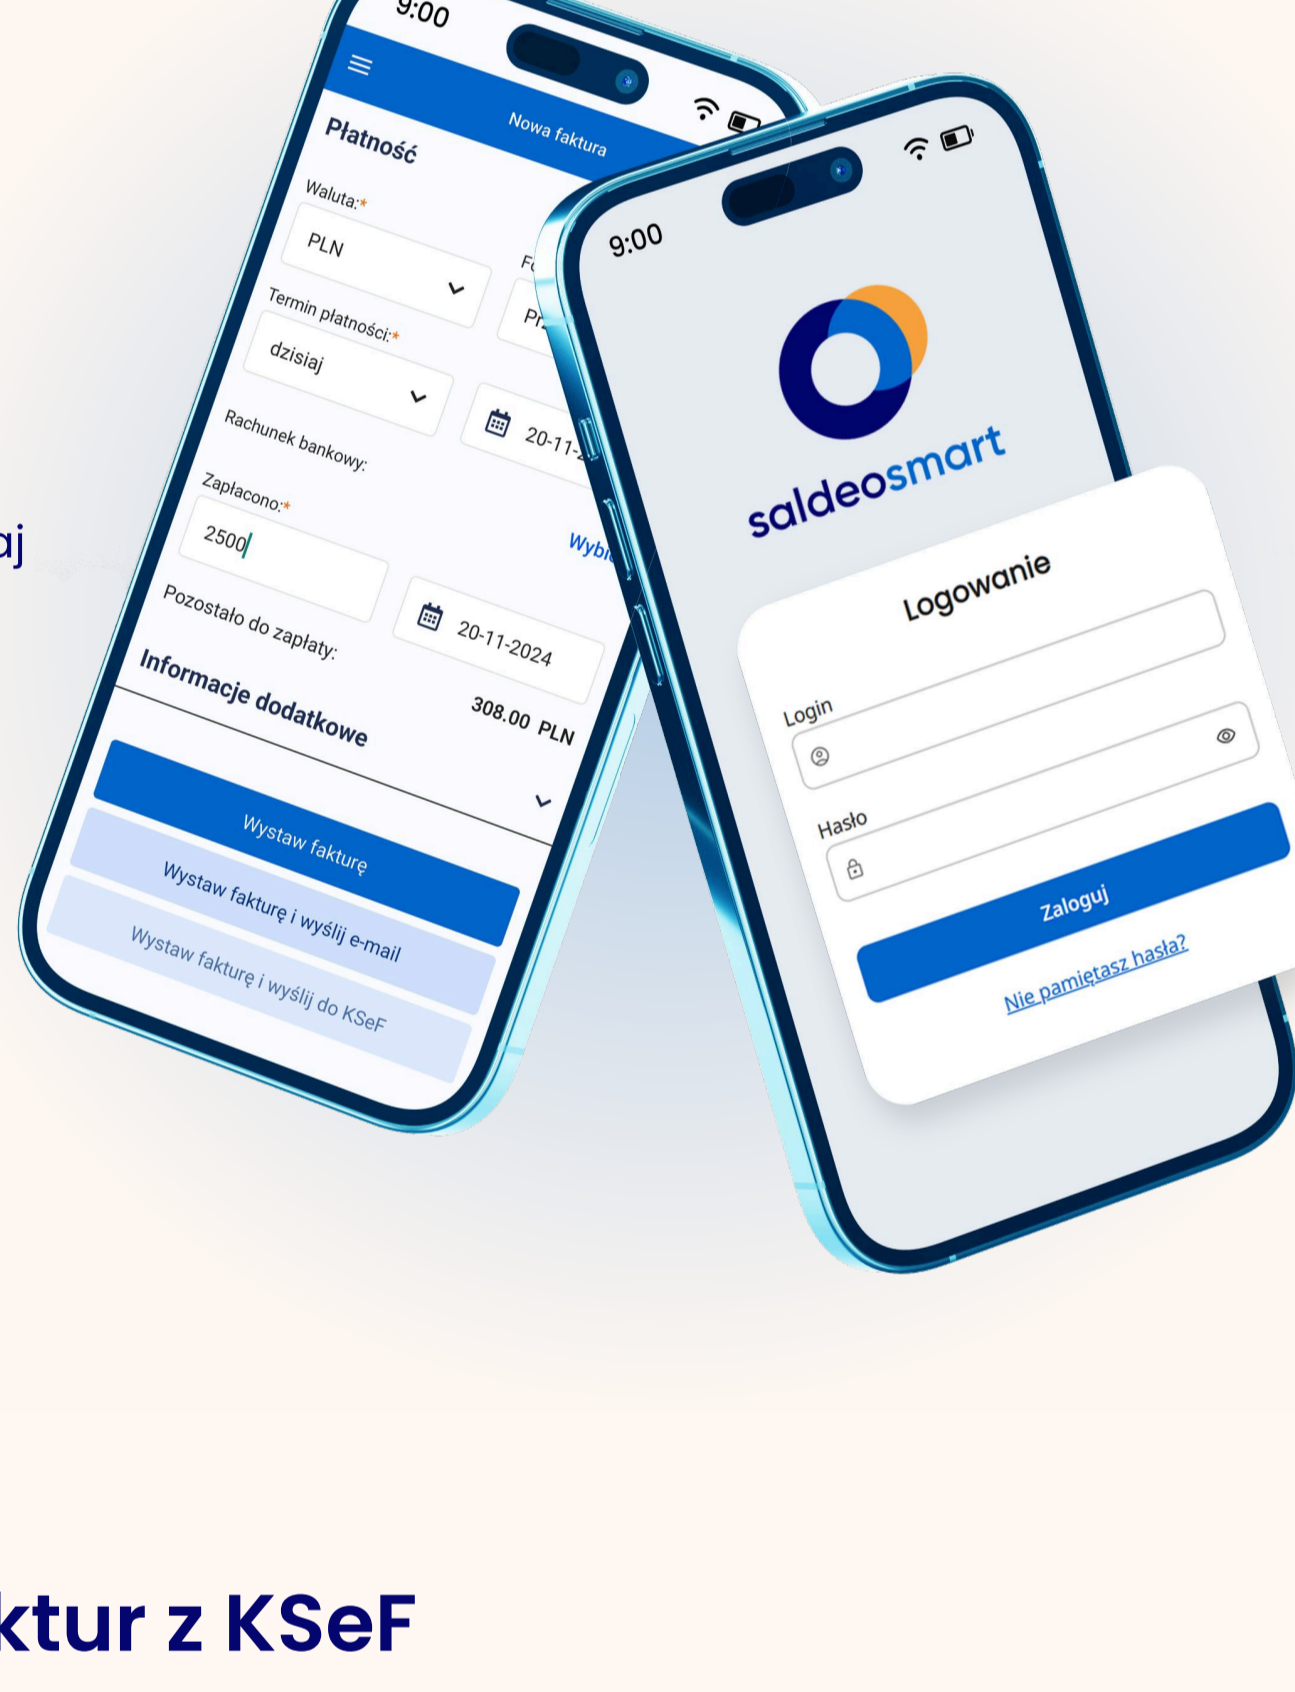 9:00
Nowa faktura
Płatność
Waluta:*
PLN
Termin płatności:*
dzisiaj
20-11-
Rachunek bankowy:
Zapłacono:*
2500
20-11-2024
Pozostało do zapłaty:
308.00 PLN
Informacje dodatkowe
Wystaw fakturę
Wystaw fakturę i wyślij e-mail
Wystaw fakturę i wyślij do KSeF
9:00
saldeosmart
Logowanie
Login
Hasło
Zaloguj
Nie pamiętasz hasła?
aj
ktur z KSeF